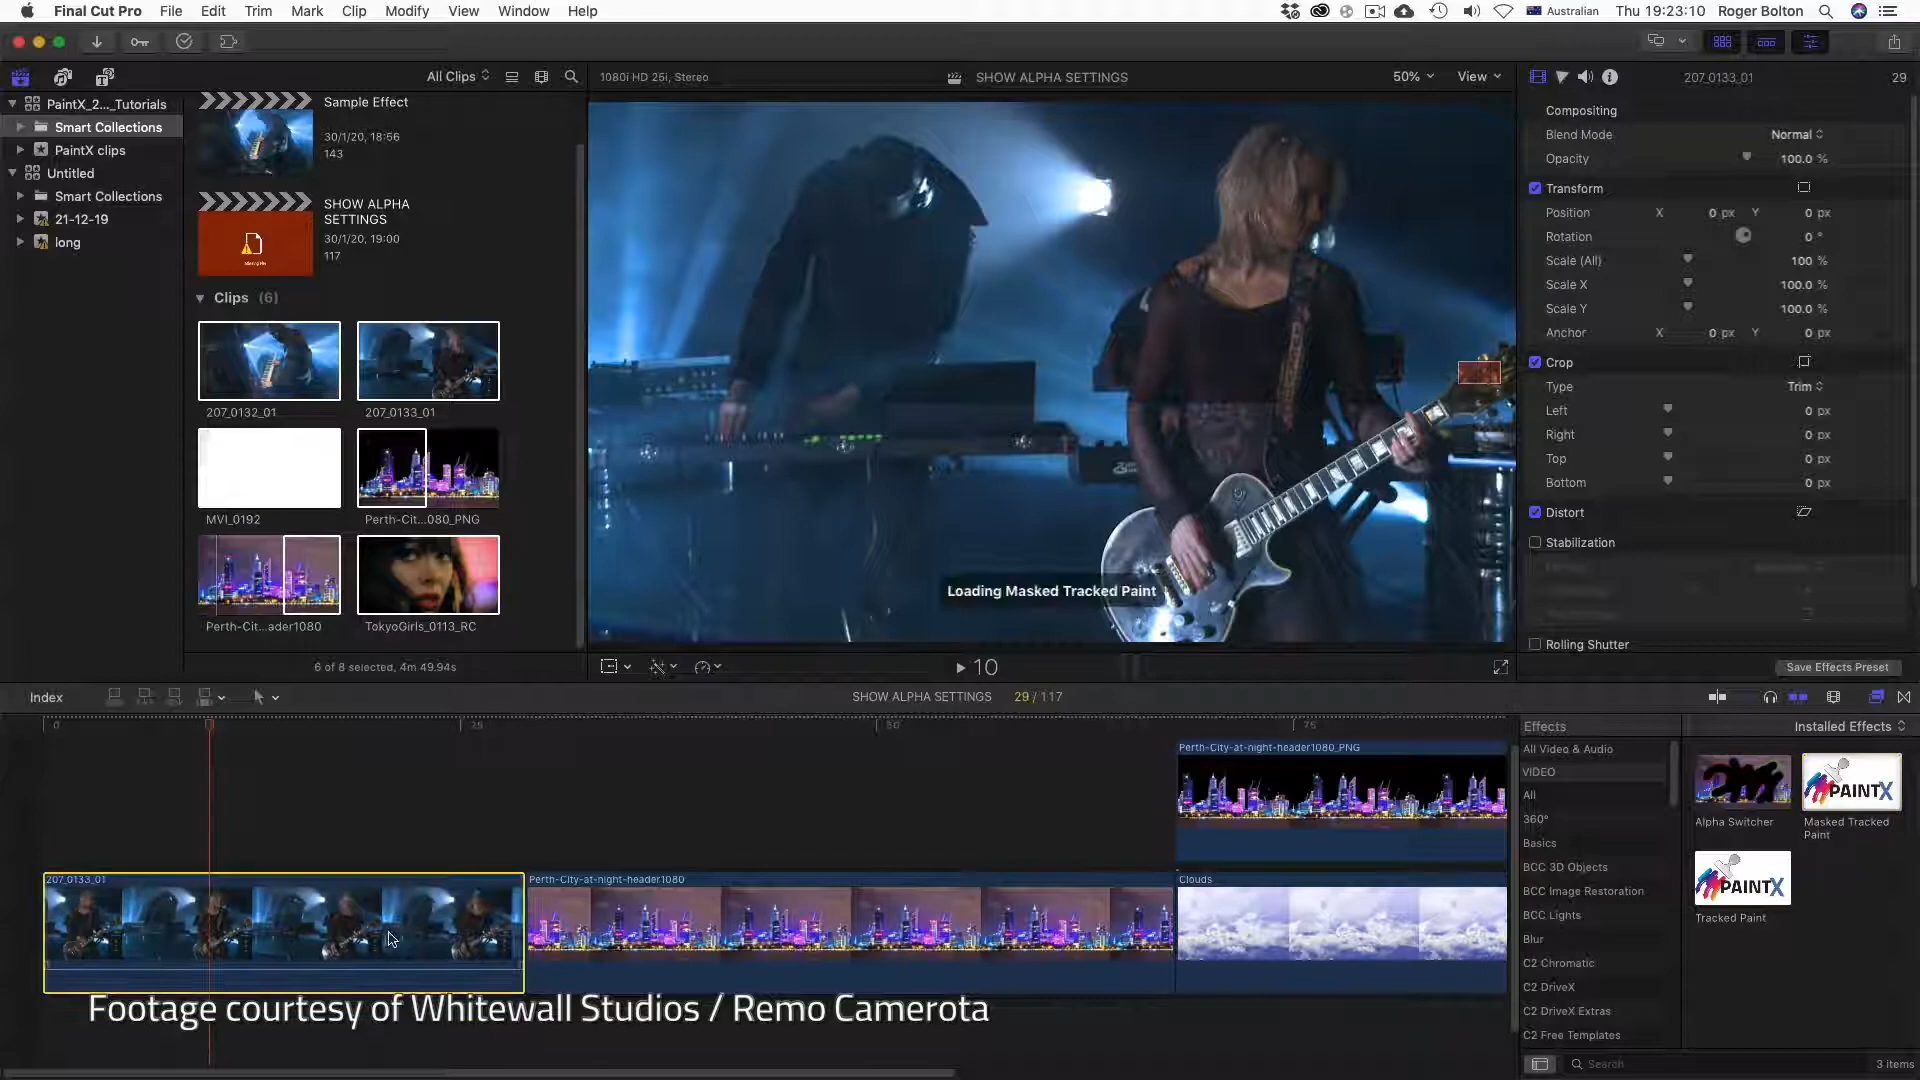 Final Cut Pro File Edit Trim Mark Clip Modify View Window Help
Australian Thu 19:23:10 Roger Bolton
All Clips
1080i HD 25i, Stereo
SHOW ALPHA SETTINGS
50% View
207_0133_01
29
PaintX_2..._Tutorials
Smart Collections
PaintX clips
Untitled
Smart Collections
21-12-19
long
Sample Effect
30/1/20, 18:56
143
SHOW ALPHA
SETTINGS
30/1/20, 19:00
117
Clips (6)
207_0132_01
207_0133_01
MVI_0192
Perth-Cit...080_PNG
Perth-Cit...ader1080
TokyoGirls_0113_RC
6 of 8 selected, 4m 49.94s
Loading Masked Tracked Paint
10
Compositing
Blend Mode Normal
Opacity 100.0 %
Transform
Position X 0 px Y 0 px
Rotation 0 °
Scale (All) 100 %
Scale X 100.0 %
Scale Y 100.0 %
Anchor X 0 px Y 0 px
Crop
Type Trim
Left 0 px
Right 0 px
Top 0 px
Bottom 0 px
Distort
Stabilization
Rolling Shutter
Save Effects Preset
Index
SHOW ALPHA SETTINGS 29 / 117
0 25 50 75
Perth-City-at-night-header1080_PNG
207_0133_01
Perth-City-at-night-header1080
Clouds
Footage courtesy of Whitewall Studios / Remo Camerota
Effects
Installed Effects
All Video & Audio
VIDEO
All
360°
Basics
BCC 3D Objects
BCC Image Restoration
BCC Lights
Blur
C2 Chromatic
C2 DriveX
C2 DriveX Extras
C2 Free Templates
Alpha Switcher
PAINTX
Masked Tracked
Paint
PAINTX
Tracked Paint
Search
3 items